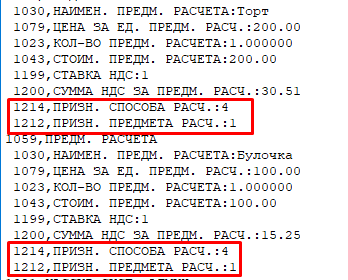 1030,НАИМЕН. ПРЕДМ. РАСЧЕТА:Торт
1079,ЦЕНА ЗА ЕД. ПРЕДМ. РАСЧ.:200.00
1023,КОЛ-ВО ПРЕДМ. РАСЧЕТА:1.000000
1043,СТОИМ. ПРЕДМ. РАСЧЕТА:200.00
1199,СТАВКА НДС:1
1200,СУММА НДС ЗА ПРЕДМ. РАСЧ.:30.51
1214,ПРИЗН. СПОСОБА РАСЧ.:4
1212,ПРИЗН. ПРЕДМЕТА РАСЧ.:1
1059,ПРЕДМ. РАСЧЕТА
1030,НАИМЕН. ПРЕДМ. РАСЧЕТА:Булочка
1079,ЦЕНА ЗА ЕД. ПРЕДМ. РАСЧ.:100.00
1023,КОЛ-ВО ПРЕДМ. РАСЧЕТА:1.000000
1043,СТОИМ. ПРЕДМ. РАСЧЕТА:100.00
1199,СТАВКА НДС:1
1200,СУММА НДС ЗА ПРЕДМ. РАСЧ.:15.25
1214,ПРИЗН. СПОСОБА РАСЧ.:4
1212,ПРИЗН. ПРЕДМЕТА РАСЧ.:1